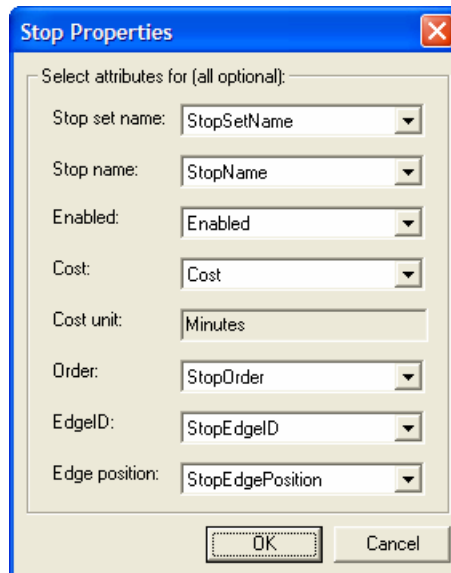 Stop Properties
Select attributes for (all optional):
Stop set name: StopSetName
Stop name: StopName
Enabled: Enabled
Cost: Cost
Cost unit: Minutes
Order: StopOrder
EdgeID: StopEdgeID
Edge position: StopEdgePosition
OK Cancel